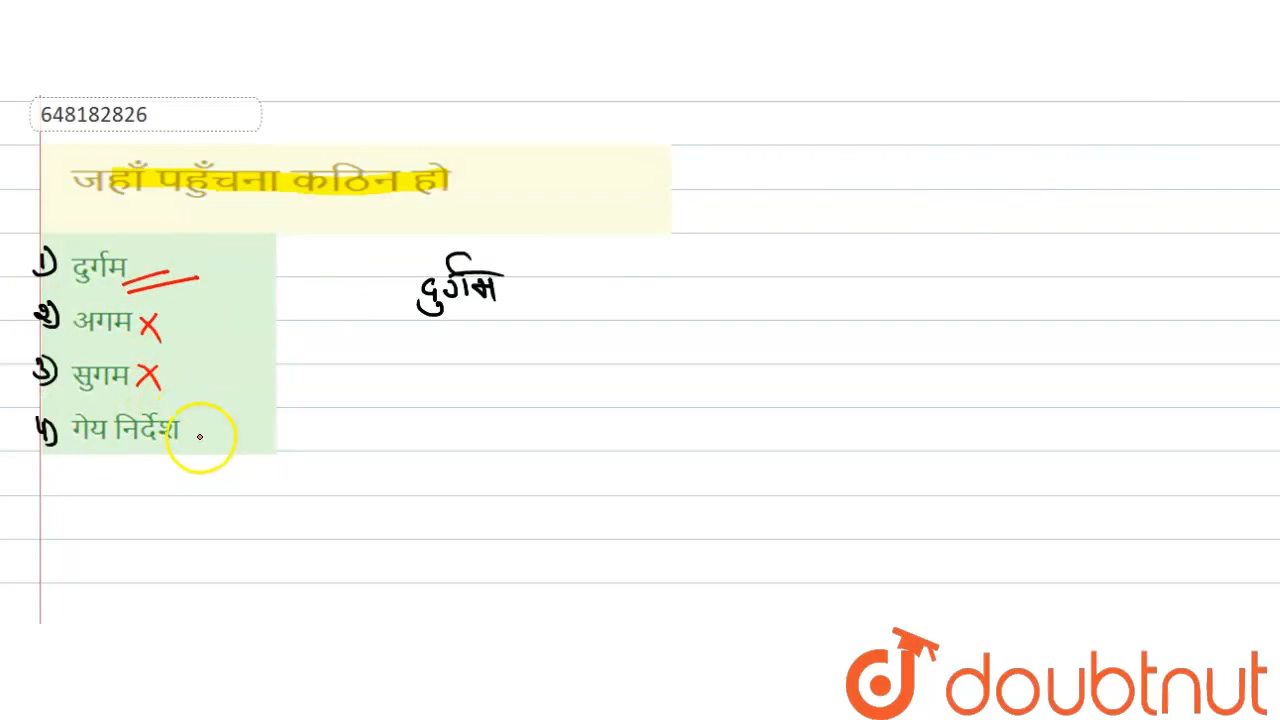 648182826
जहाँ पहुँचना कठिन हो
1) दुर्गम
दुर्गम
2) अगम
3) सुगम
4) गेय निर्देश
doubtnut